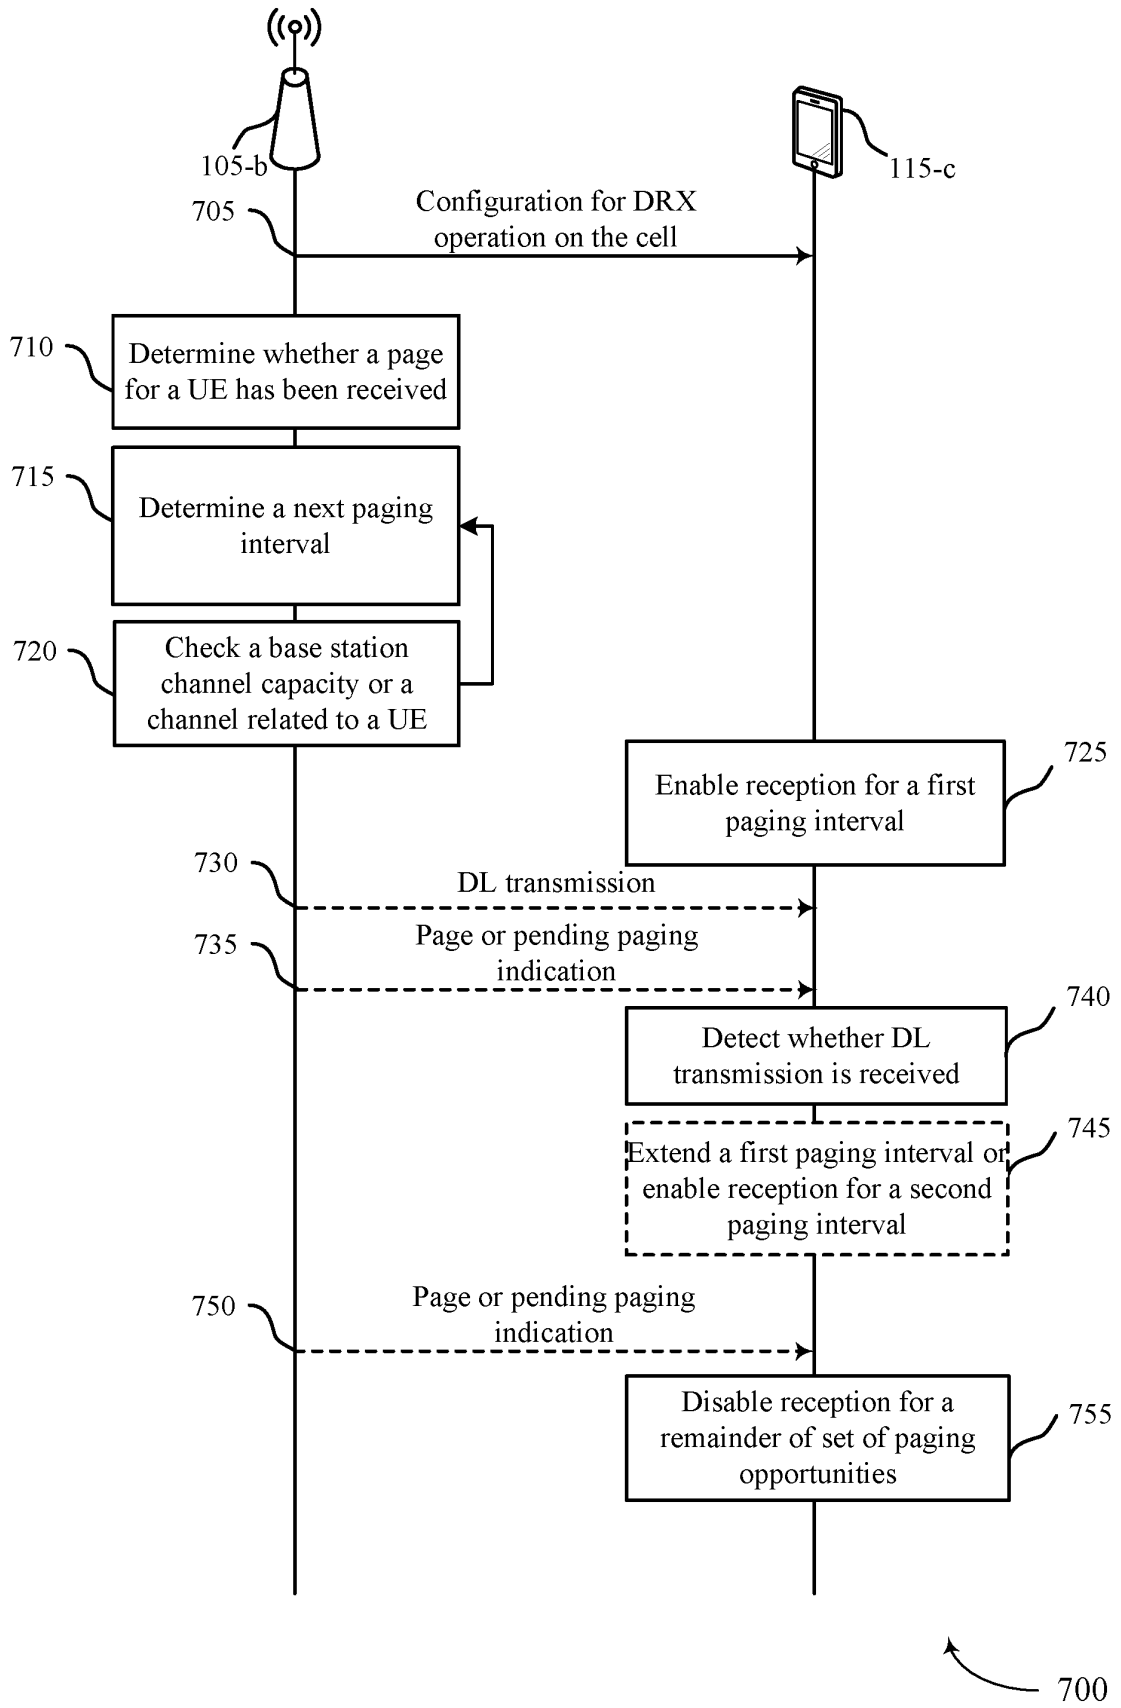 105-b
115-c
705
Configuration for DRX
operation on the cell
710
Determine whether a page
for a UE has been received
715
Determine a next paging
interval
720
Check a base station
channel capacity or a
channel related to a UE
725
Enable reception for a first
paging interval
730
DL transmission
735
Page or pending paging
indication
740
Detect whether DL
transmission is received
745
Extend a first paging interval or
enable reception for a second
paging interval
750
Page or pending paging
indication
755
Disable reception for a
remainder of set of paging
opportunities
700